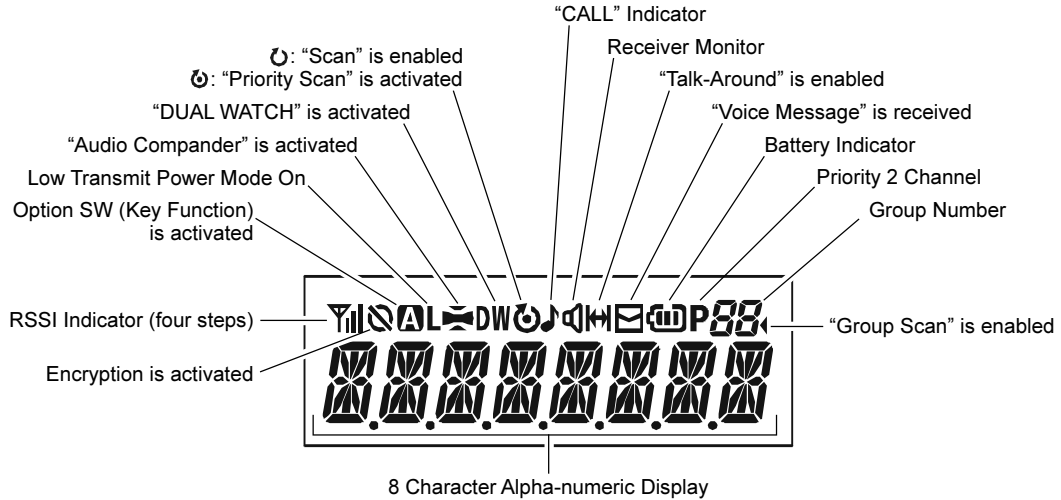 “CALL” Indicator
Receiver Monitor
: “Scan” is enabled
: “Priority Scan” is activated
“Talk-Around” is enabled
“DUAL WATCH” is activated
“Voice Message” is received
“Audio Compander” is activated
Battery Indicator
Low Transmit Power Mode On
Priority 2 Channel
Option SW (Key Function)
is activated
Group Number
A L DW P 88
RSSI Indicator (four steps)
“Group Scan” is enabled
Encryption is activated
8 Character Alpha-numeric Display